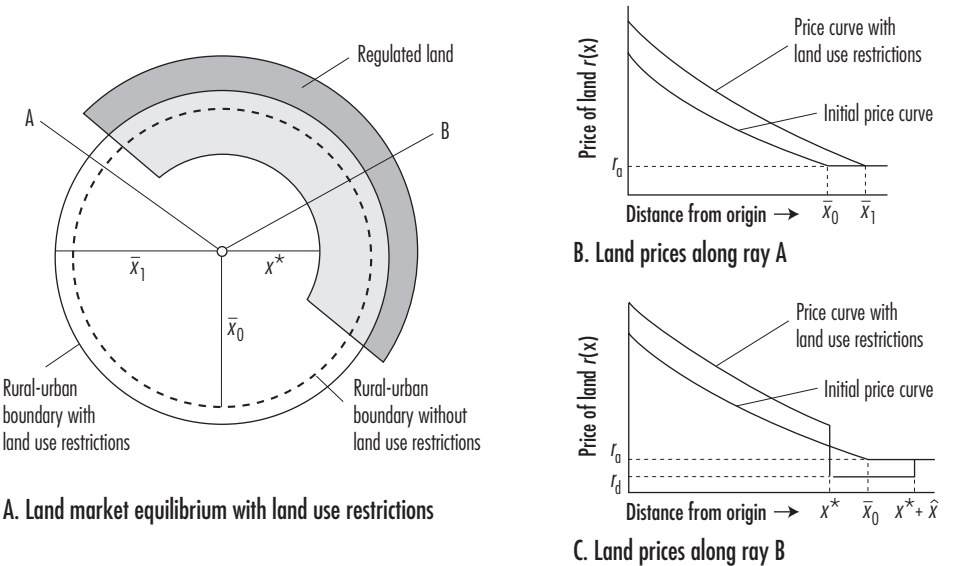 Regulated land
A
B
x̄1
x*
x̄0
Rural-urban
boundary with
land use restrictions
Rural-urban
boundary without
land use restrictions
A. Land market equilibrium with land use restrictions
Price of land r(x)
Price curve with
land use restrictions
Initial price curve
ra
Distance from origin → x̄0 x̄1
B. Land prices along ray A
Price of land r(x)
Price curve with
land use restrictions
Initial price curve
ra
rd
Distance from origin → x* x̄0 x*+ x̂
C. Land prices along ray B